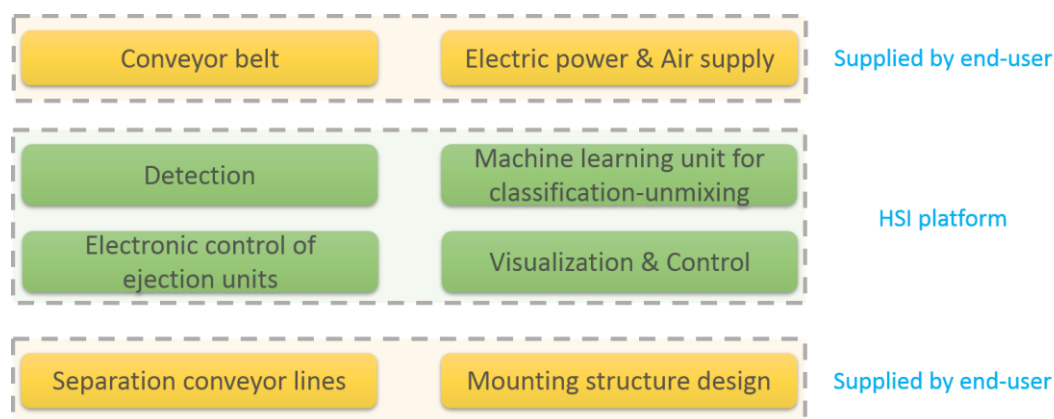 Conveyor belt
Electric power & Air supply
Supplied by end-user
Detection
Machine learning unit for
classification-unmixing
HSI platform
Electronic control of
ejection units
Visualization & Control
Separation conveyor lines
Mounting structure design
Supplied by end-user